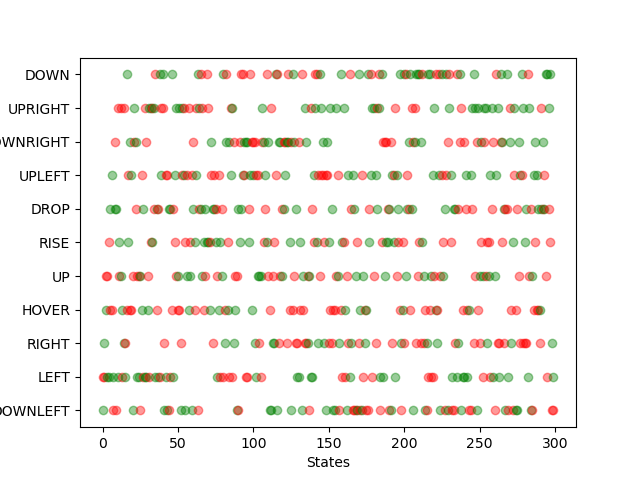 DOWN
UPRIGHT
OWNRIGHT
UPLEFT
DROP
RISE
UP
HOVER
RIGHT
LEFT
OWNLEFT
0 50 100 150 200 250 300
States